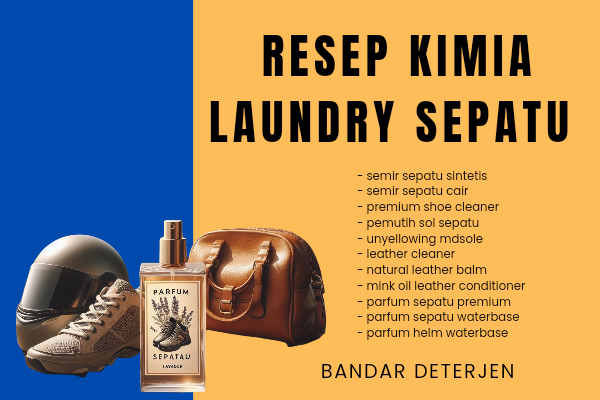 RESEP KIMIA
LAUNDRY SEPATU
- semir sepatu sintetis
- semir sepatu cair
- premium shoe cleaner
- pemutih sol sepatu
- unyellowing mdsole
- leather cleaner
- natural leather balm
- mink oil leather conditioner
- parfum sepatu premium
- parfum sepatu waterbase
- parfum helm waterbase
BANDAR DETERJEN
PARFUM
SEPATAU